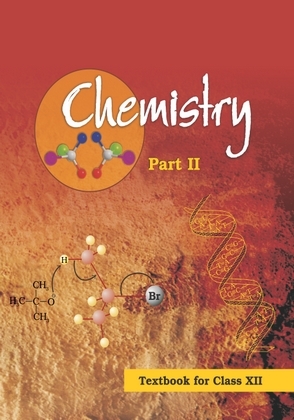 Chemistry
Part II
H
CH₃
H₃C—C—O
CH₃
Br
Textbook for Class XII